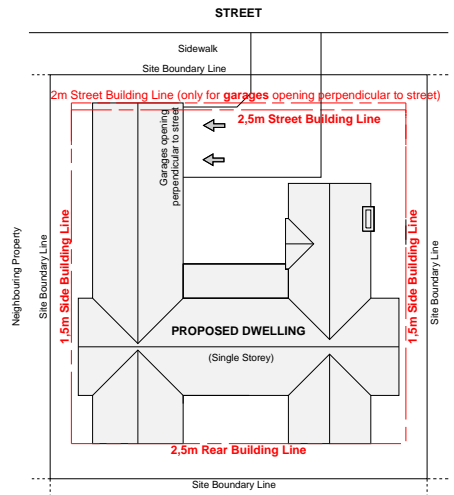 STREET
Sidewalk
Site Boundary Line
2m Street Building Line (only for garages opening perpendicular to street)
2,5m Street Building Line
Garages opening
perpendicular to street
Neighbouring Property
Site Boundary Line
1,5m Side Building Line
1,5m Side Building Line
Site Boundary Line
PROPOSED DWELLING
(Single Storey)
2,5m Rear Building Line
Site Boundary Line